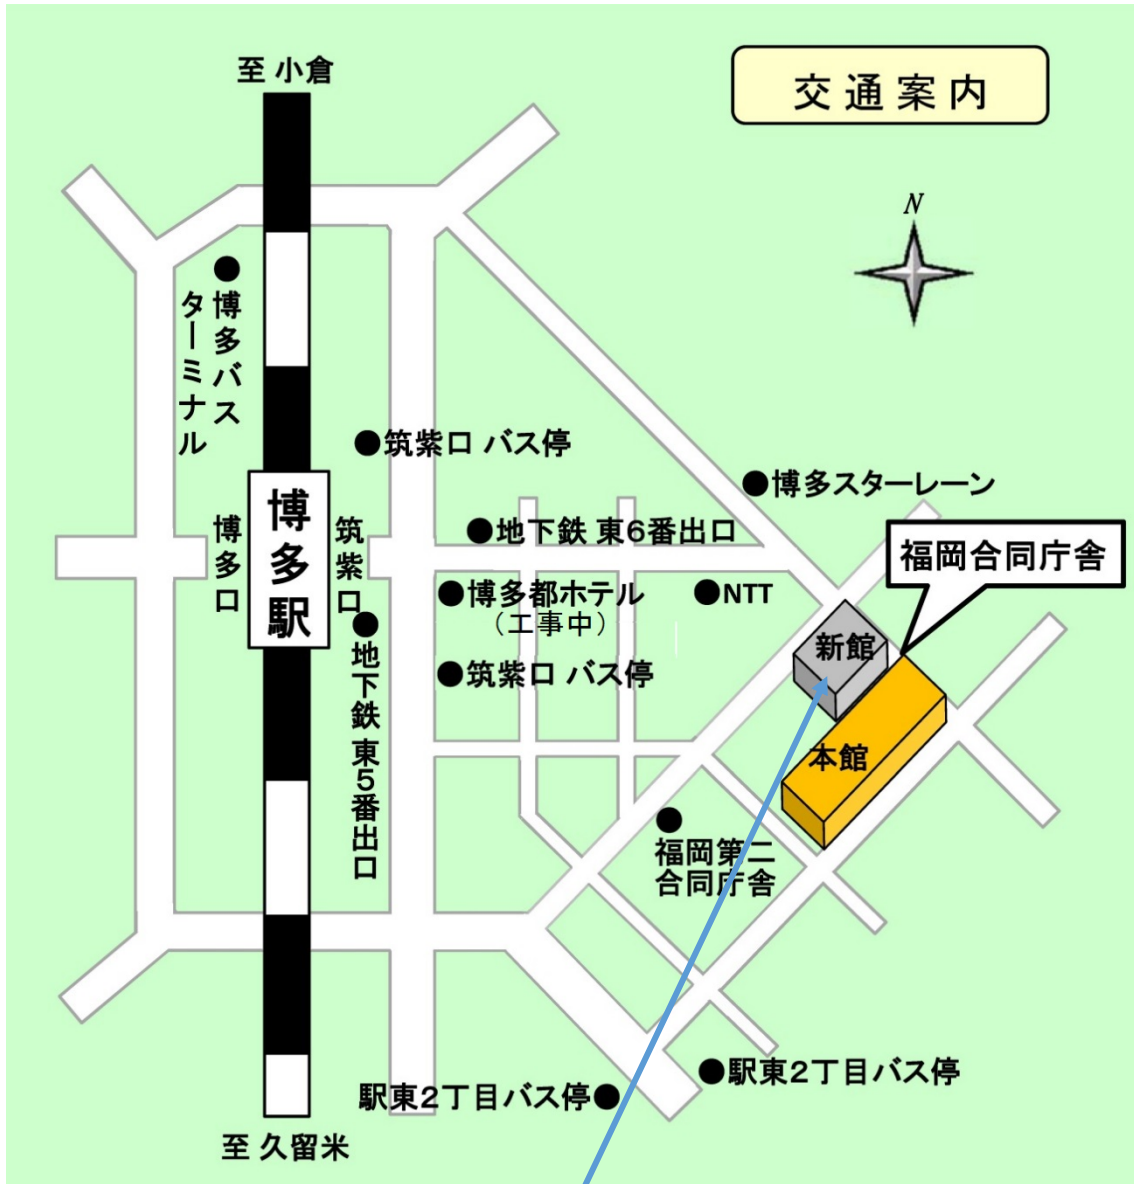 至 小倉
交通案内
N
博多バス
ターミナル
●筑紫口 バス停
●博多スターレーン
博多口
博多駅
筑紫口
●地下鉄 東6番出口
福岡合同庁舎
●博多都ホテル
（工事中）
●NTT
新館
地下鉄 東5番出口
●筑紫口 バス停
本館
福岡第二
合同庁舎
駅東2丁目バス停●
●駅東2丁目バス停
至 久留米